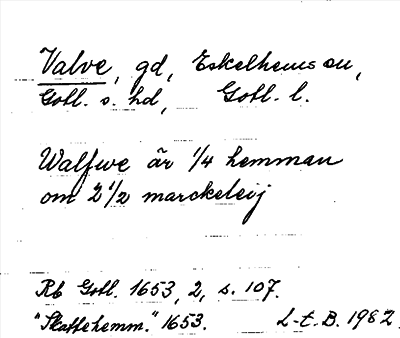 Valve, gd, Eskelhems sn,
Gotl. s. hd, Gotl. l.
Walfwe är 1/4 hemman
om 2 1/2 marckeleij
Rb Gotl. 1653, 2, s. 107.
"Skattehemm." 1653. L-t. B. 1982.